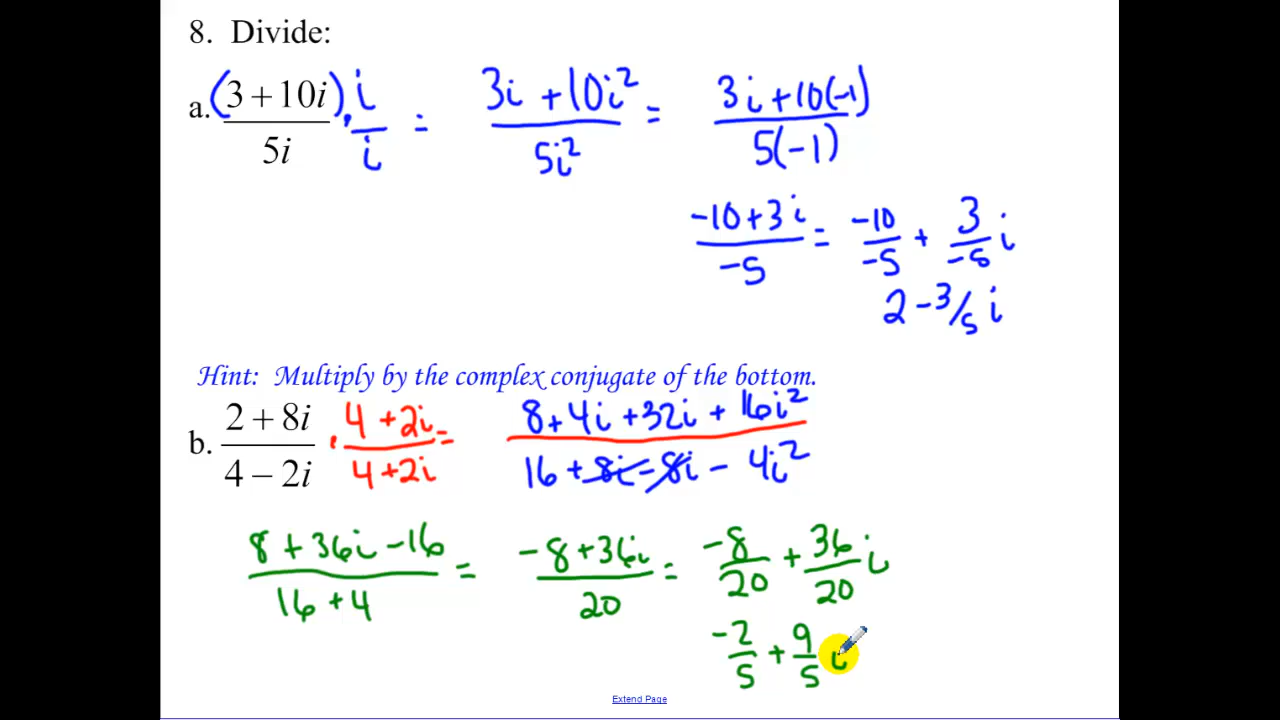 8. Divide:
a. (3 + 10i)/5i · i/i = (3i + 10i²)/5i² = (3i + 10(-1))/5(-1)
(-10 + 3i)/-5 = -10/-5 + 3/-5 i
2 - 3/5 i
Hint: Multiply by the complex conjugate of the bottom.
b. (2 + 8i)/(4 - 2i) · (4 + 2i)/(4 + 2i) = (8 + 4i + 32i + 16i²)/(16 + 8i - 8i - 4i²)
(8 + 36i - 16)/(16 + 4) = (-8 + 36i)/20 = -8/20 + 36/20 i
-2/5 + 9/5 i
Extend Page